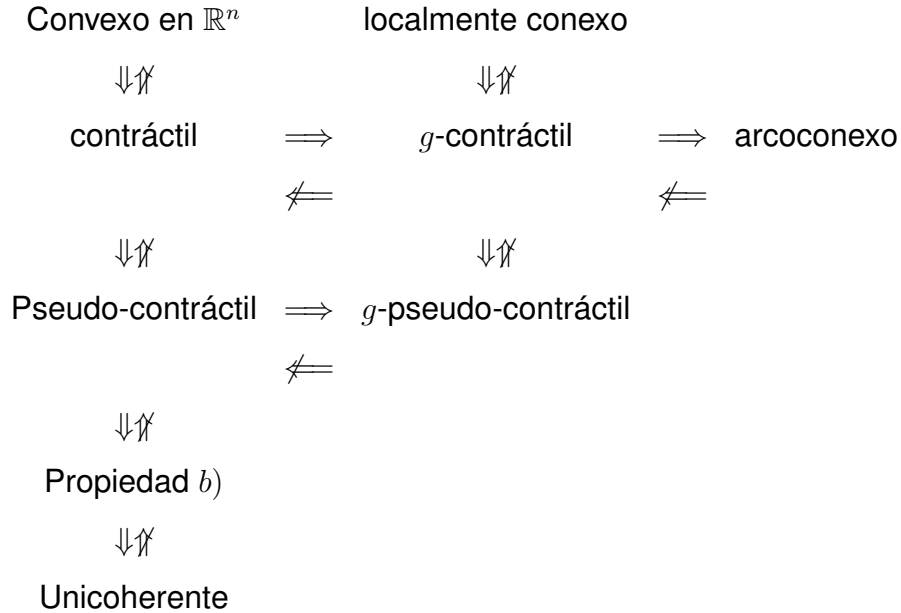 Convexo en ℝⁿ localmente conexo
⇓⇑̸ ⇓⇑̸
contráctil ⟹ g-contráctil ⟹ arcoconexo
⟸̸ ⟸̸
⇓⇑̸ ⇓⇑̸
Pseudo-contráctil ⟹ g-pseudo-contráctil
⟸̸
⇓⇑̸
Propiedad b)
⇓⇑̸
Unicoherente